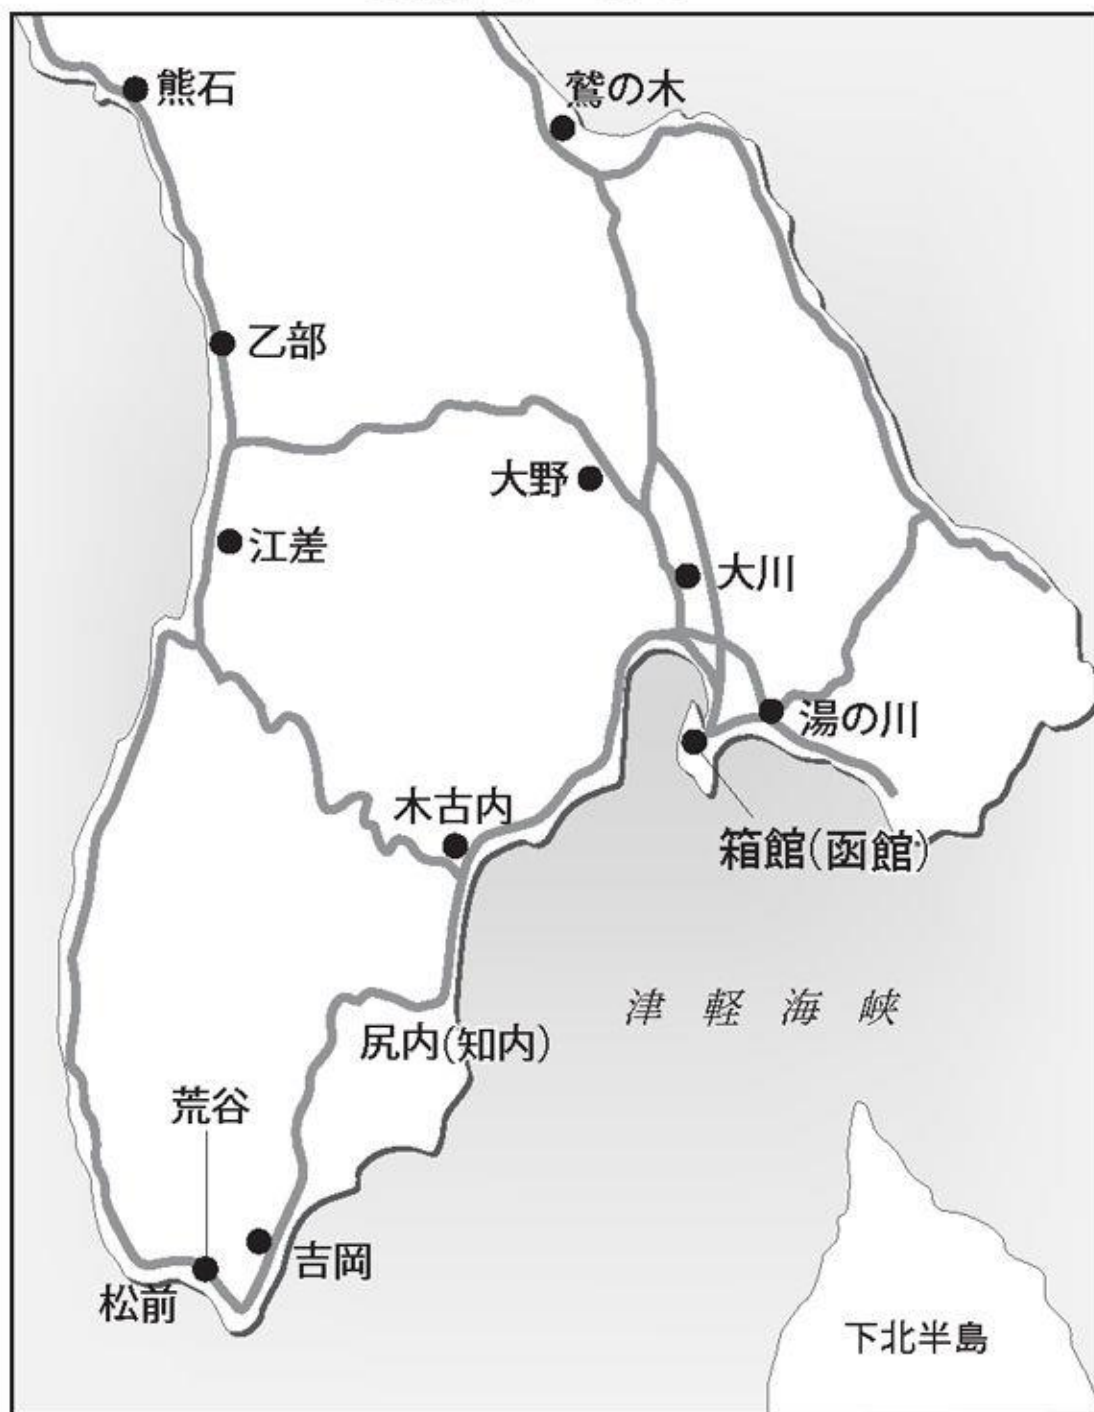 熊石
鷲の木
乙部
大野
江差
大川
湯の川
木古内
箱館(函館)
津軽海峡
尻内(知内)
荒谷
吉岡
松前
下北半島